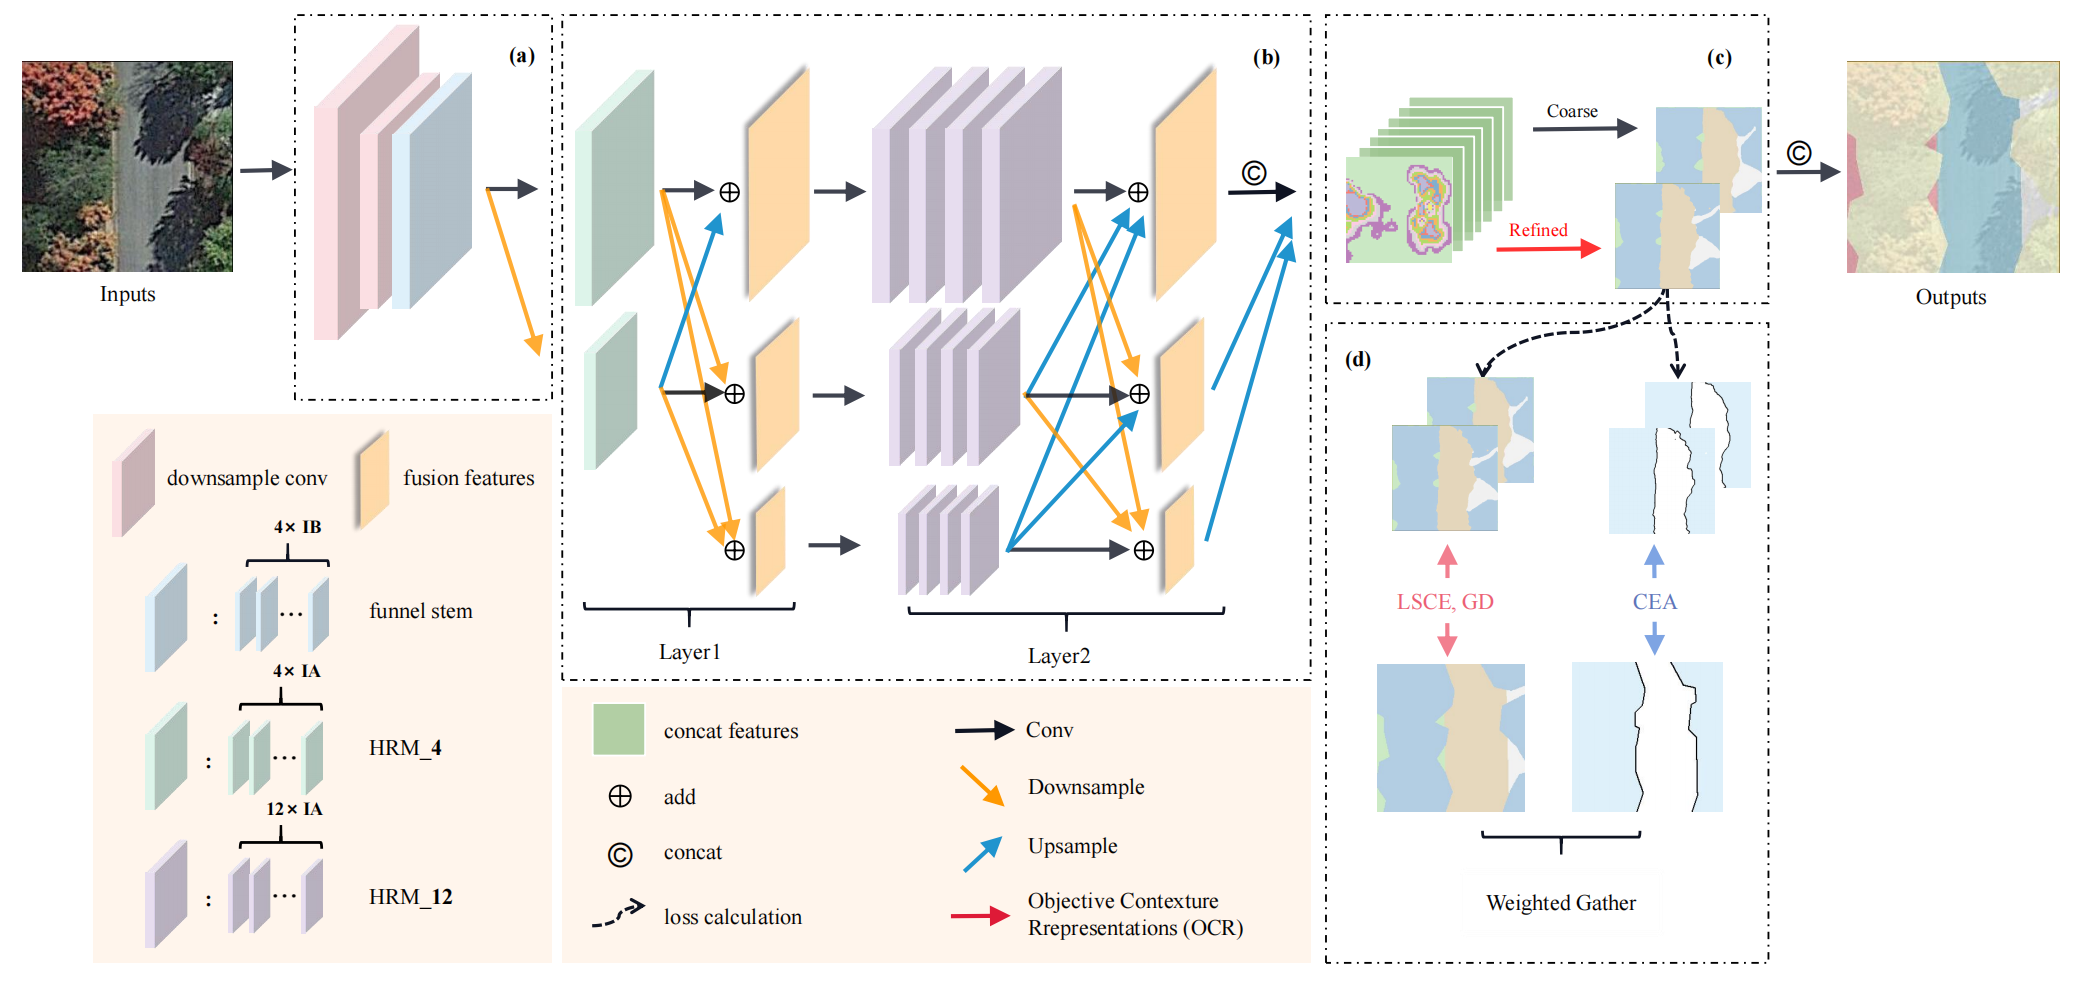 (a)
(b)
(c)
Inputs
©
Coarse
Refined
©
Outputs
(d)
downsample conv
fusion features
4× IB
:
...
funnel stem
4× IA
:
...
HRM_4
12× IA
:
...
HRM_12
Layer1
Layer2
concat features
add
© concat
loss calculation
Conv
Downsample
Upsample
Objective Contexture
Rrepresentations (OCR)
LSCE, GD
CEA
Weighted Gather